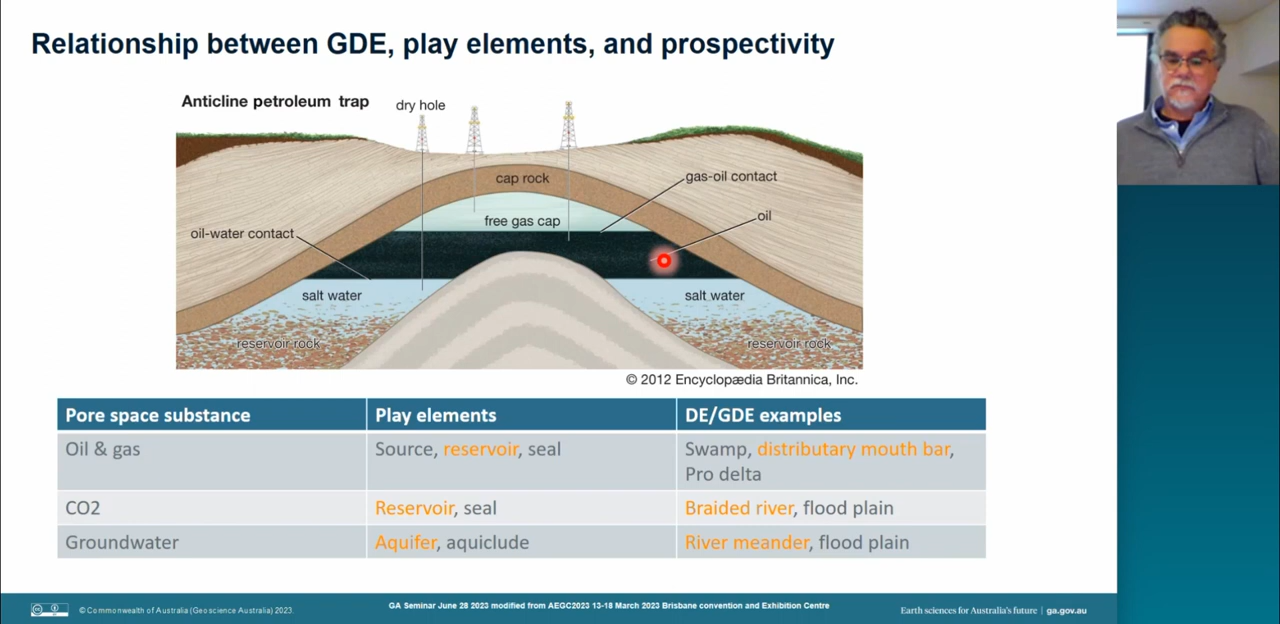 Relationship between GDE, play elements, and prospectivity
Anticline petroleum trap
dry hole
cap rock
gas-oil contact
free gas cap
oil
oil-water contact
salt water
salt water
reservoir rock
reservoir rock
© 2012 Encyclopædia Britannica, Inc.
Pore space substance Play elements DE/GDE examples
Oil & gas Source, reservoir, seal Swamp, distributary mouth bar,
Pro delta
CO2 Reservoir, seal Braided river, flood plain
Groundwater Aquifer, aquiclude River meander, flood plain
© Commonwealth of Australia (Geoscience Australia) 2023.
GA Seminar June 28 2023 modified from AEGC2023 13-18 March 2023 Brisbane convention and Exhibition Centre
Earth sciences for Australia's future | ga.gov.au